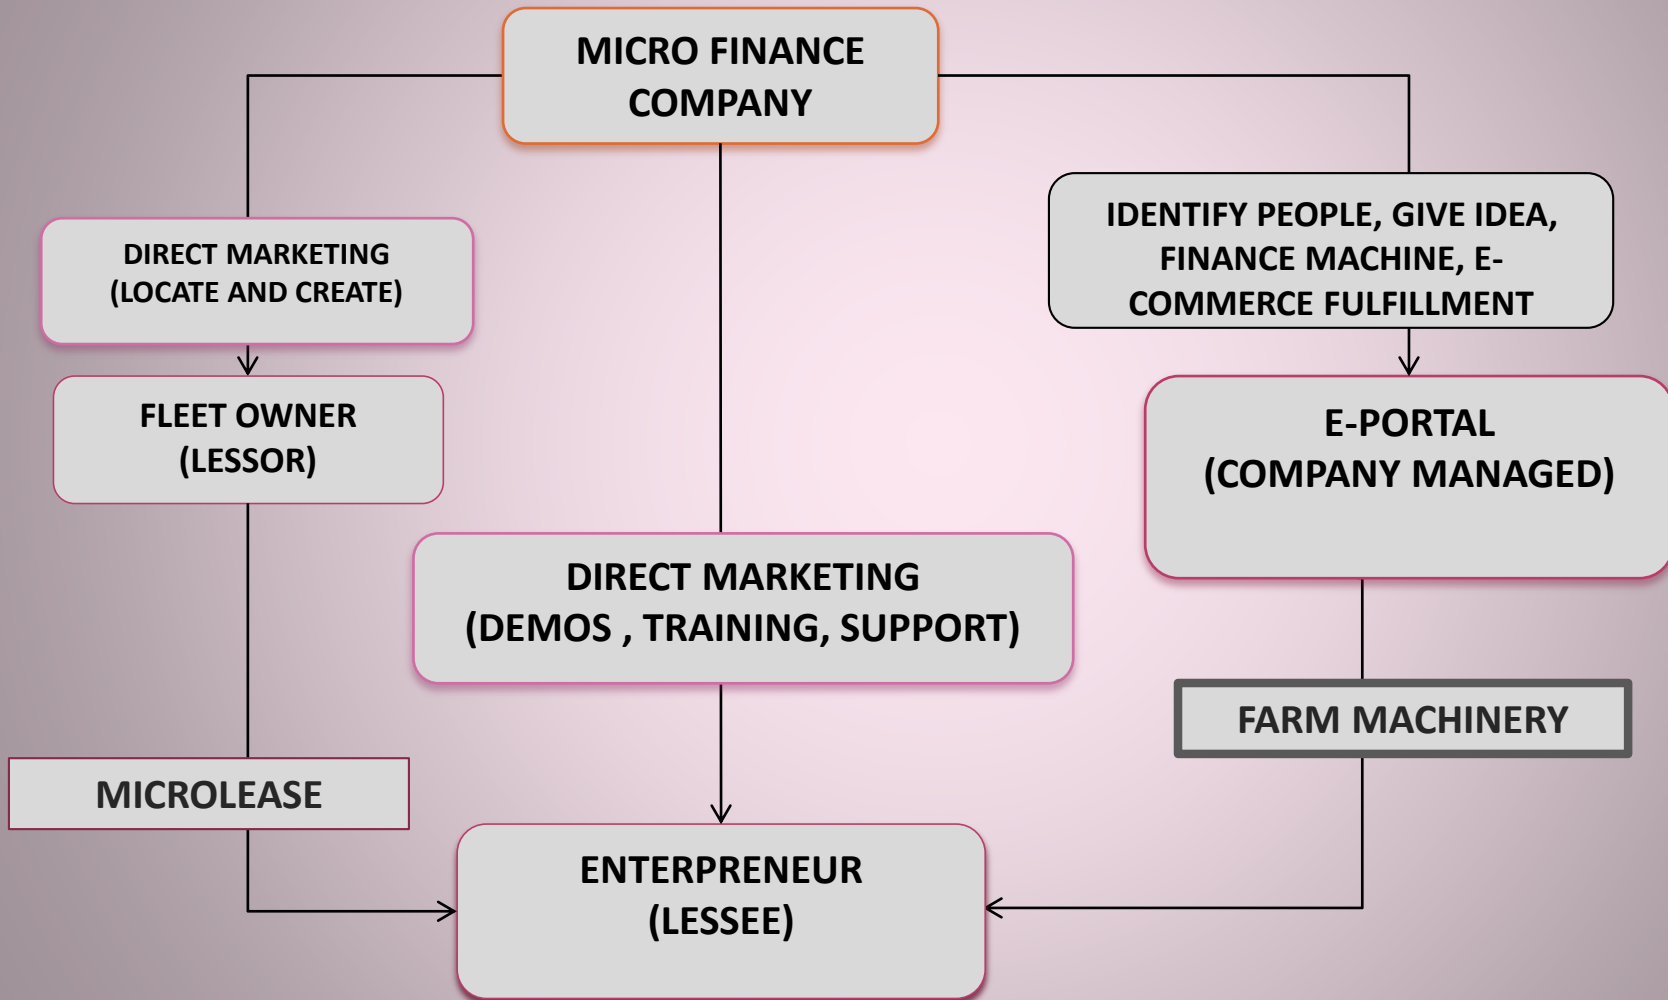 MICRO FINANCE
COMPANY
DIRECT MARKETING
(LOCATE AND CREATE)
IDENTIFY PEOPLE, GIVE IDEA,
FINANCE MACHINE, E-
COMMERCE FULFILLMENT
FLEET OWNER
(LESSOR)
E-PORTAL
(COMPANY MANAGED)
DIRECT MARKETING
(DEMOS , TRAINING, SUPPORT)
FARM MACHINERY
MICROLEASE
ENTERPRENEUR
(LESSEE)